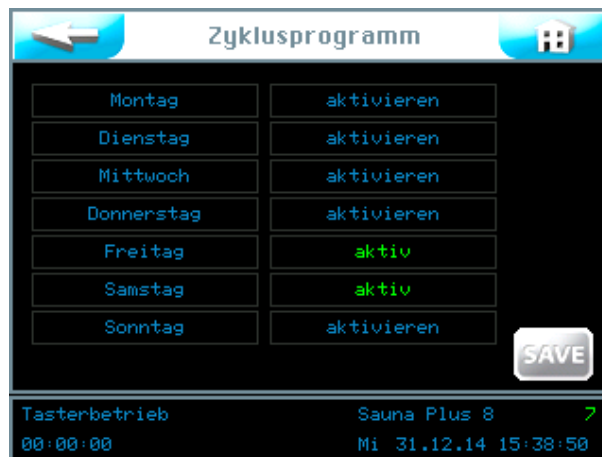 Zyklusprogramm
Montag aktivieren
Dienstag aktivieren
Mittwoch aktivieren
Donnerstag aktivieren
Freitag aktiv
Samstag aktiv
Sonntag aktivieren
SAVE
Tasterbetrieb Sauna Plus 8 7
00:00:00 Mi 31.12.14 15:38:50